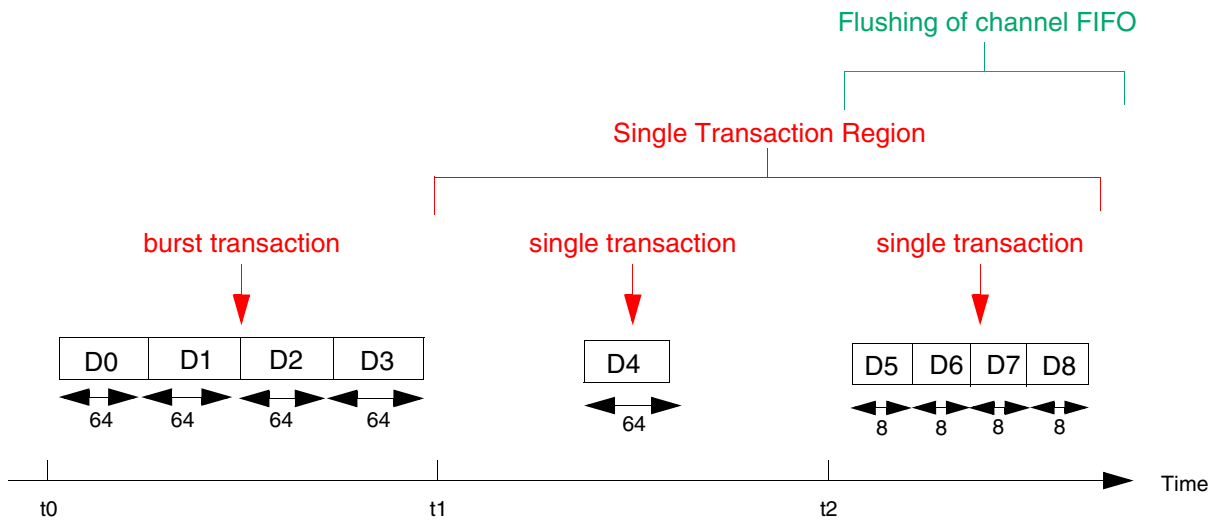 Flushing of channel FIFO
Single Transaction Region
burst transaction
single transaction
single transaction
D0 D1 D2 D3
D4
D5 D6 D7 D8
64 64 64 64
64
8 8 8 8
Time
t0 t1 t2